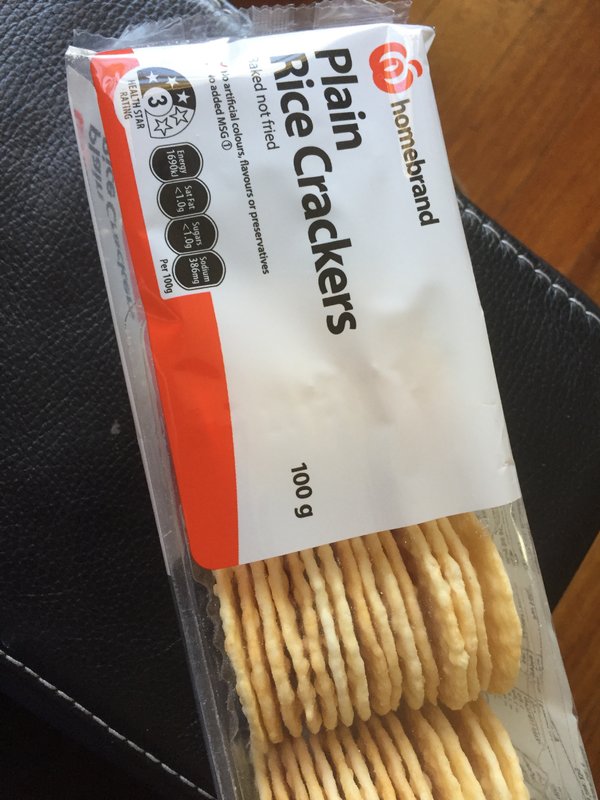 homebrand
Plain
Rice Crackers
baked not fried
No artificial colours, flavours or preservatives
No added MSG
3
HEALTH STAR
RATING
Energy
1690kJ
Sat Fat
<1.0g
Sugars
<1.0g
Sodium
386mg
Per 100g
100 g